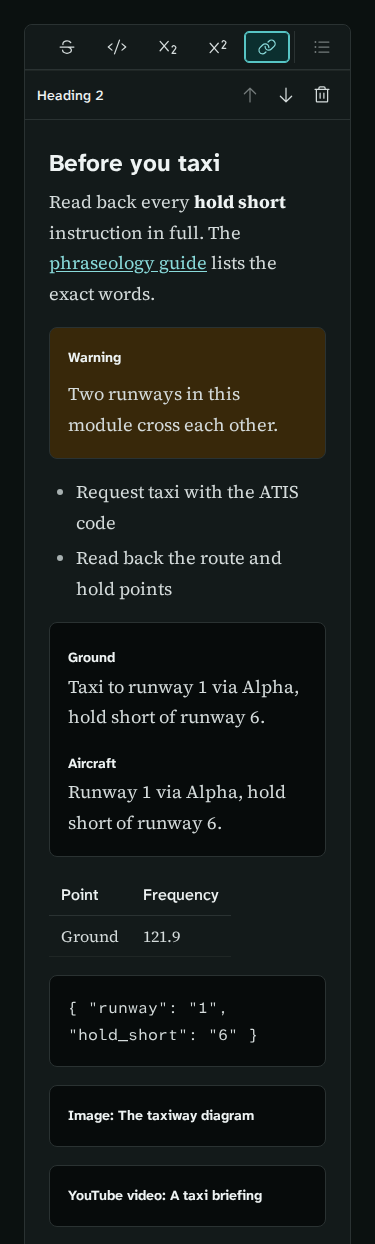 S </> X₂ X²
Heading 2
Before you taxi
Read back every hold short
instruction in full. The
phraseology guide lists the
exact words.
Warning
Two runways in this
module cross each other.
Request taxi with the ATIS
code
Read back the route and
hold points
Ground
Taxi to runway 1 via Alpha,
hold short of runway 6.
Aircraft
Runway 1 via Alpha, hold
short of runway 6.
Point Frequency
Ground 121.9
{ "runway": "1",
"hold_short": "6" }
Image: The taxiway diagram
YouTube video: A taxi briefing